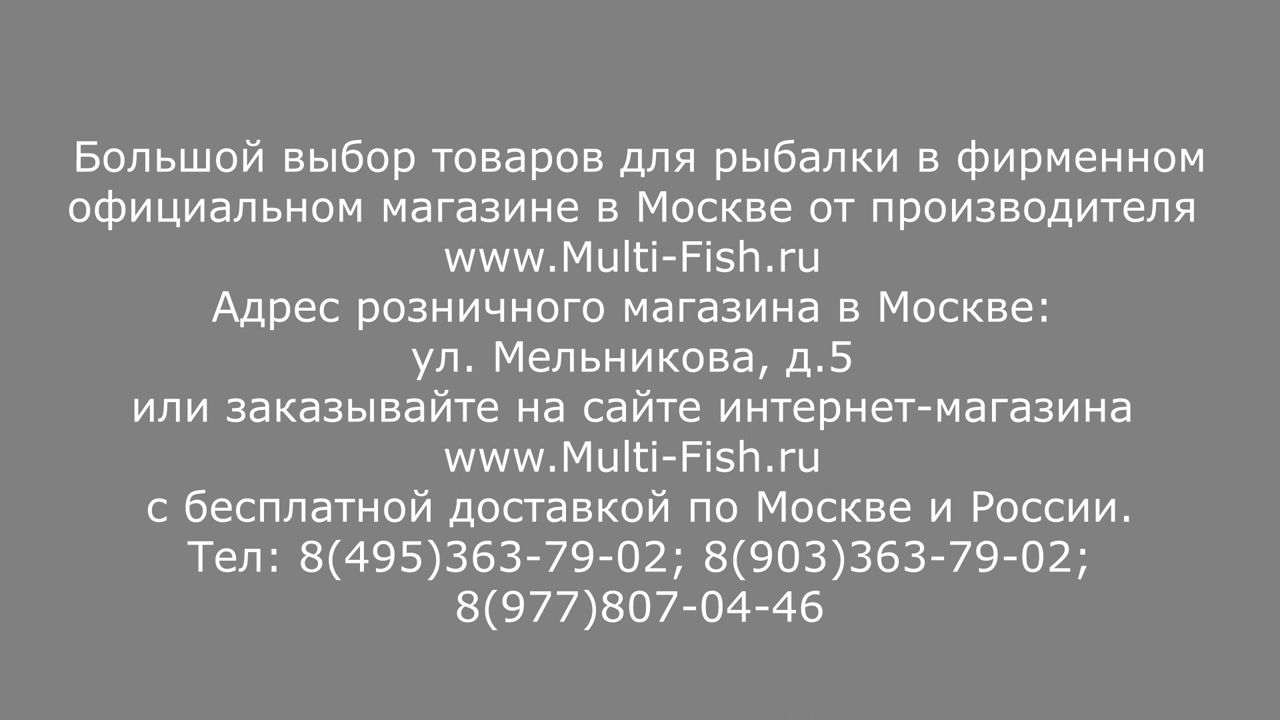 Большой выбор товаров для рыбалки в фирменном
официальном магазине в Москве от производителя
www.Multi-Fish.ru
Адрес розничного магазина в Москве:
ул. Мельникова, д.5
или заказывайте на сайте интернет-магазина
www.Multi-Fish.ru
с бесплатной доставкой по Москве и России.
Тел: 8(495)363-79-02; 8(903)363-79-02;
8(977)807-04-46